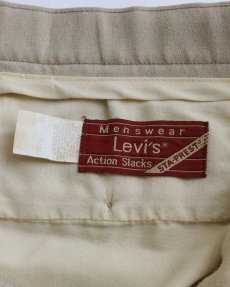 Menswear
Levi's®
Action Slacks
STA-PREST